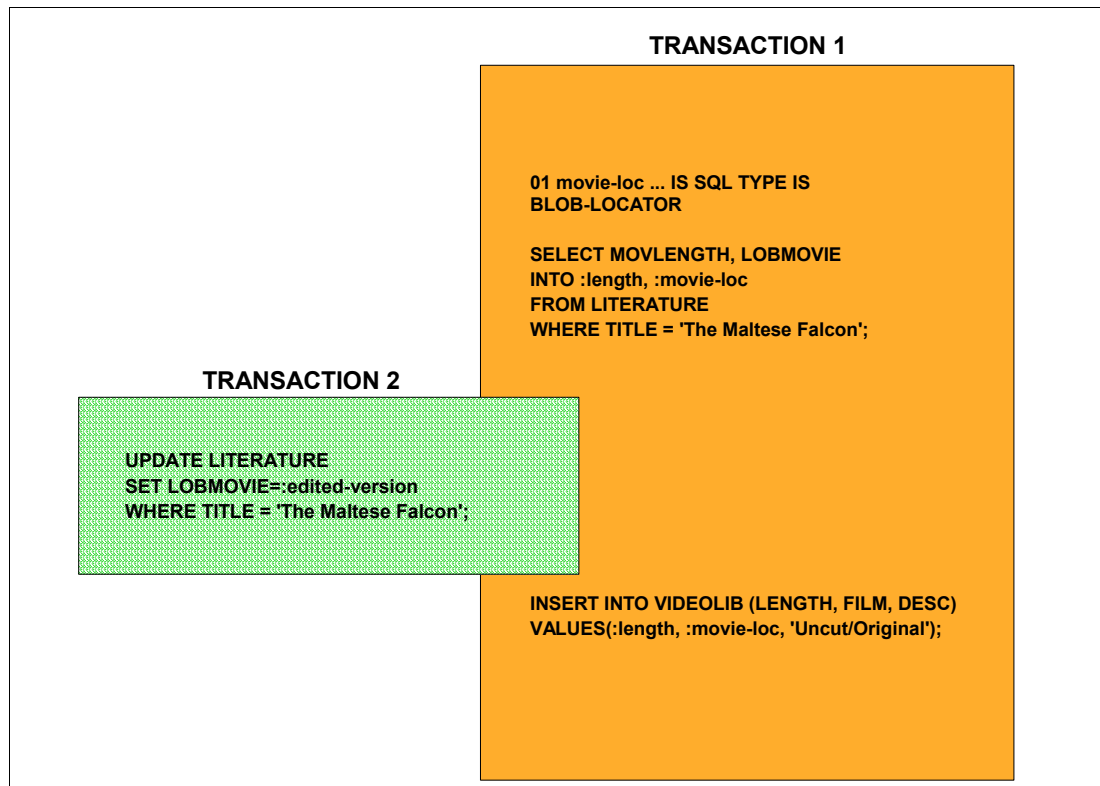 TRANSACTION 1
01 movie-loc ... IS SQL TYPE IS
BLOB-LOCATOR
SELECT MOVLENGTH, LOBMOVIE
INTO :length, :movie-loc
FROM LITERATURE
WHERE TITLE = 'The Maltese Falcon';
TRANSACTION 2
UPDATE LITERATURE
SET LOBMOVIE=:edited-version
WHERE TITLE = 'The Maltese Falcon';
INSERT INTO VIDEOLIB (LENGTH, FILM, DESC)
VALUES(:length, :movie-loc, 'Uncut/Original');